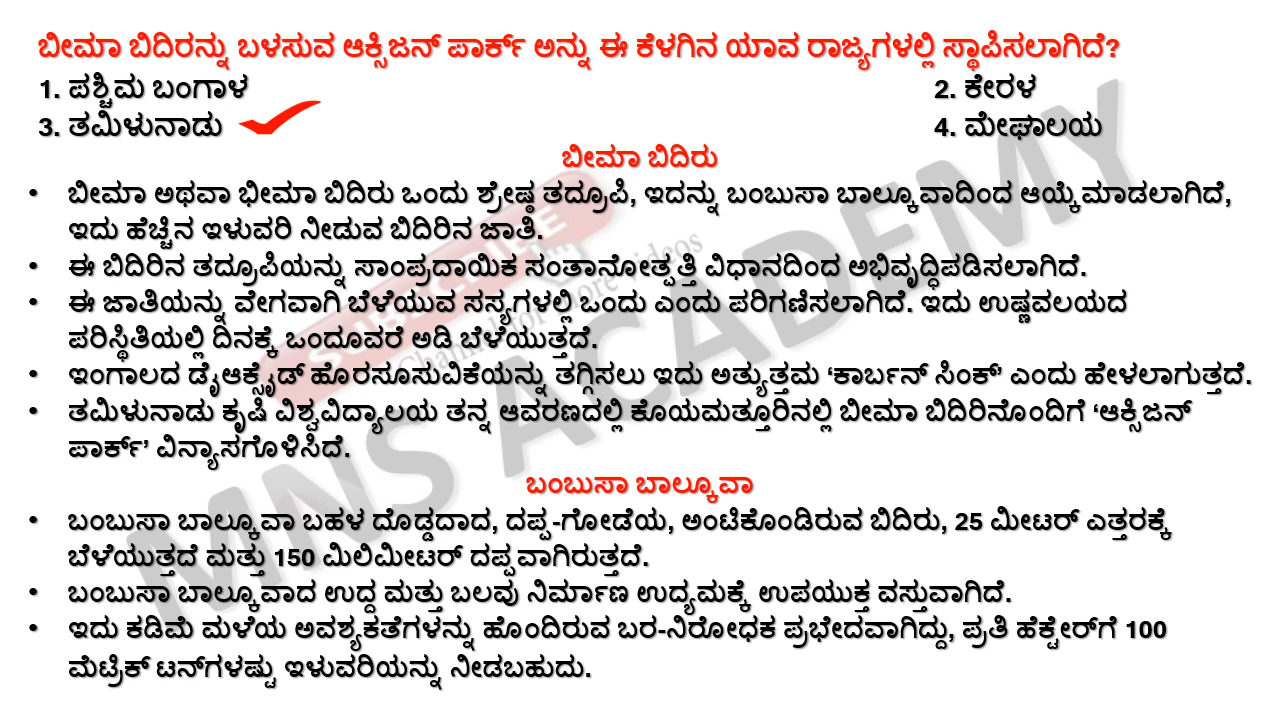 ಬೀಮಾ ಬಿದಿರನ್ನು ಬಳಸುವ ಆಕ್ಸಿಜನ್ ಪಾರ್ಕ್ ಅನ್ನು ಈ ಕೆಳಗಿನ ಯಾವ ರಾಜ್ಯಗಳಲ್ಲಿ ಸ್ಥಾಪಿಸಲಾಗಿದೆ?
1. ಪಶ್ಚಿಮ ಬಂಗಾಳ 2. ಕೇರಳ
3. ತಮಿಳುನಾಡು 4. ಮೇಘಾಲಯ
ಬೀಮಾ ಬಿದಿರು
• ಬೀಮಾ ಅಥವಾ ಭೀಮಾ ಬಿದಿರು ಒಂದು ಶ್ರೇಷ್ಠ ತದ್ರೂಪಿ, ಇದನ್ನು ಬಂಬುಸಾ ಬಾಲ್ಕೂವಾದಿಂದ ಆಯ್ಕೆಮಾಡಲಾಗಿದೆ,
ಇದು ಹೆಚ್ಚಿನ ಇಳುವರಿ ನೀಡುವ ಬಿದಿರಿನ ಜಾತಿ.
• ಈ ಬಿದಿರಿನ ತದ್ರೂಪಿಯನ್ನು ಸಾಂಪ್ರದಾಯಿಕ ಸಂತಾನೋತ್ಪತ್ತಿ ವಿಧಾನದಿಂದ ಅಭಿವೃದ್ಧಿಪಡಿಸಲಾಗಿದೆ.
• ಈ ಜಾತಿಯನ್ನು ವೇಗವಾಗಿ ಬೆಳೆಯುವ ಸಸ್ಯಗಳಲ್ಲಿ ಒಂದು ಎಂದು ಪರಿಗಣಿಸಲಾಗಿದೆ. ಇದು ಉಷ್ಣವಲಯದ
ಪರಿಸ್ಥಿತಿಯಲ್ಲಿ ದಿನಕ್ಕೆ ಒಂದೂವರೆ ಅಡಿ ಬೆಳೆಯುತ್ತದೆ.
• ಇಂಗಾಲದ ಡೈಆಕ್ಸೈಡ್ ಹೊರಸೂಸುವಿಕೆಯನ್ನು ತಗ್ಗಿಸಲು ಇದು ಅತ್ಯುತ್ತಮ ‘ಕಾರ್ಬನ್ ಸಿಂಕ್’ ಎಂದು ಹೇಳಲಾಗುತ್ತದೆ.
• ತಮಿಳುನಾಡು ಕೃಷಿ ವಿಶ್ವವಿದ್ಯಾಲಯ ತನ್ನ ಆವರಣದಲ್ಲಿ ಕೊಯಮತ್ತೂರಿನಲ್ಲಿ ಬೀಮಾ ಬಿದಿರಿನೊಂದಿಗೆ ‘ಆಕ್ಸಿಜನ್
ಪಾರ್ಕ್’ ವಿನ್ಯಾಸಗೊಳಿಸಿದೆ.
ಬಂಬುಸಾ ಬಾಲ್ಕೂವಾ
• ಬಂಬುಸಾ ಬಾಲ್ಕೂವಾ ಬಹಳ ದೊಡ್ಡದಾದ, ದಪ್ಪ-ಗೋಡೆಯ, ಅಂಟಿಕೊಂಡಿರುವ ಬಿದಿರು, 25 ಮೀಟರ್ ಎತ್ತರಕ್ಕೆ
ಬೆಳೆಯುತ್ತದೆ ಮತ್ತು 150 ಮಿಲಿಮೀಟರ್ ದಪ್ಪವಾಗಿರುತ್ತದೆ.
• ಬಂಬುಸಾ ಬಾಲ್ಕೂವಾದ ಉದ್ದ ಮತ್ತು ಬಲವು ನಿರ್ಮಾಣ ಉದ್ಯಮಕ್ಕೆ ಉಪಯುಕ್ತ ವಸ್ತುವಾಗಿದೆ.
• ಇದು ಕಡಿಮೆ ಮಳೆಯ ಅವಶ್ಯಕತೆಗಳನ್ನು ಹೊಂದಿರುವ ಬರ-ನಿರೋಧಕ ಪ್ರಭೇದವಾಗಿದ್ದು, ಪ್ರತಿ ಹೆಕ್ಟೇರ್‌ಗೆ 100
ಮೆಟ್ರಿಕ್ ಟನ್‌ಗಳಷ್ಟು ಇಳುವರಿಯನ್ನು ನೀಡಬಹುದು.
SUBSCRIBE
Channel for more videos
MNS ACADEMY